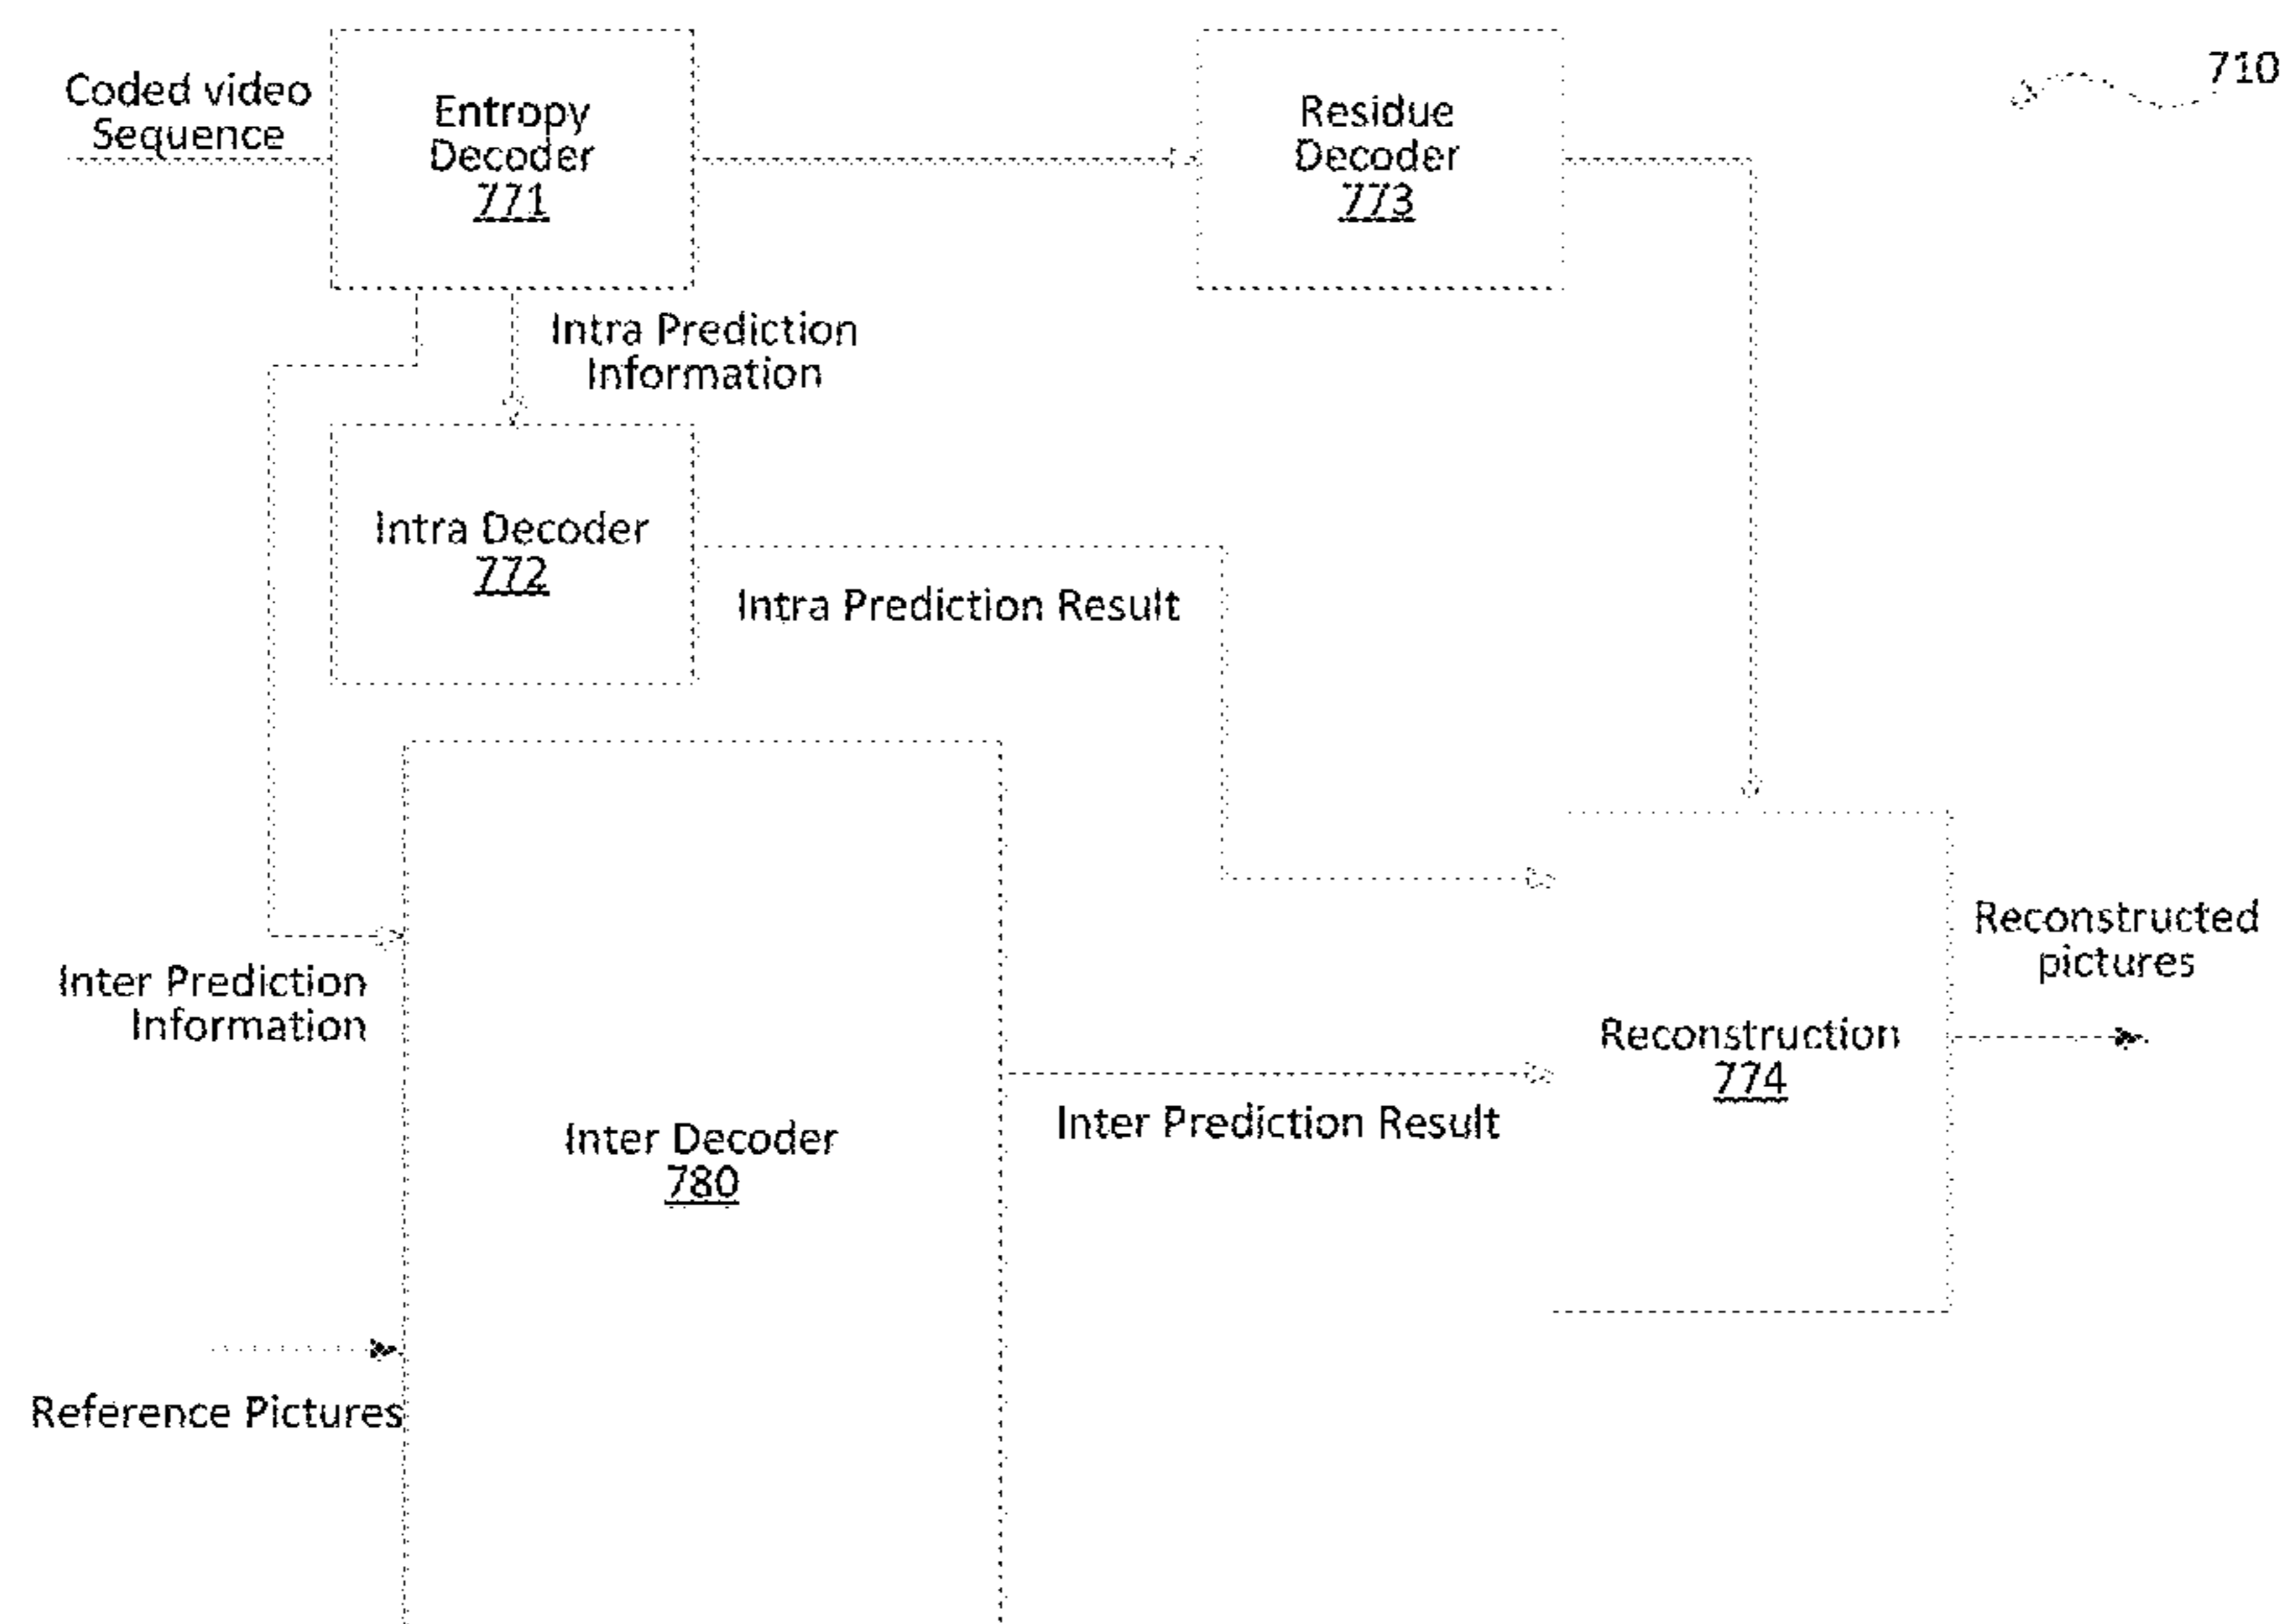 710
Coded video
Sequence
Entropy
Decoder
771
Residue
Decoder
773
Intra Prediction
Information
Intra Decoder
772
Intra Prediction Result
Inter Prediction
Information
Reconstructed
pictures
Reconstruction
774
Inter Decoder
780
Inter Prediction Result
Reference Pictures